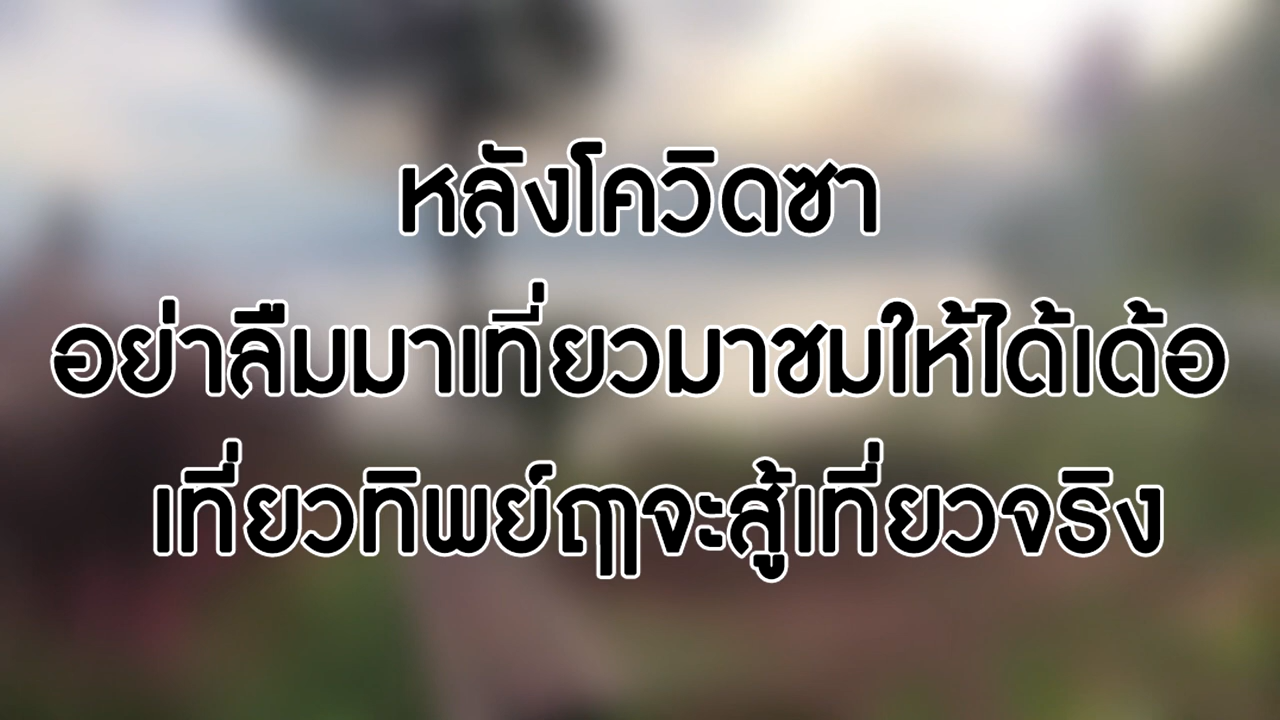 หลังโควิดซา
อย่าลืมมาเที่ยวมาชมให้ได้เด้อ
เที่ยวทิพย์ฤๅจะสู้เที่ยวจริง